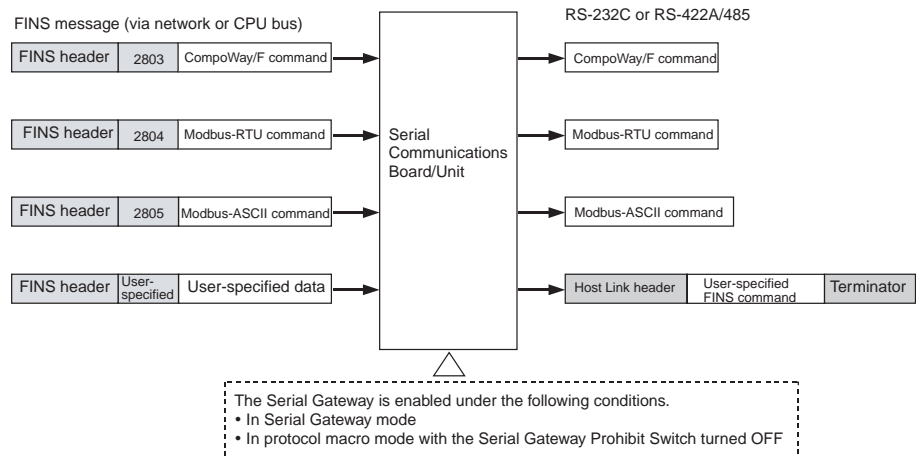 FINS message (via network or CPU bus)
RS-232C or RS-422A/485
FINS header 2803 CompoWay/F command
CompoWay/F command
FINS header 2804 Modbus-RTU command
Modbus-RTU command
Serial
Communications
Board/Unit
FINS header 2805 Modbus-ASCII command
Modbus-ASCII command
FINS header
User-
specified
User-specified data
Host Link header
User-specified
FINS command
Terminator
The Serial Gateway is enabled under the following conditions.
• In Serial Gateway mode
• In protocol macro mode with the Serial Gateway Prohibit Switch turned OFF